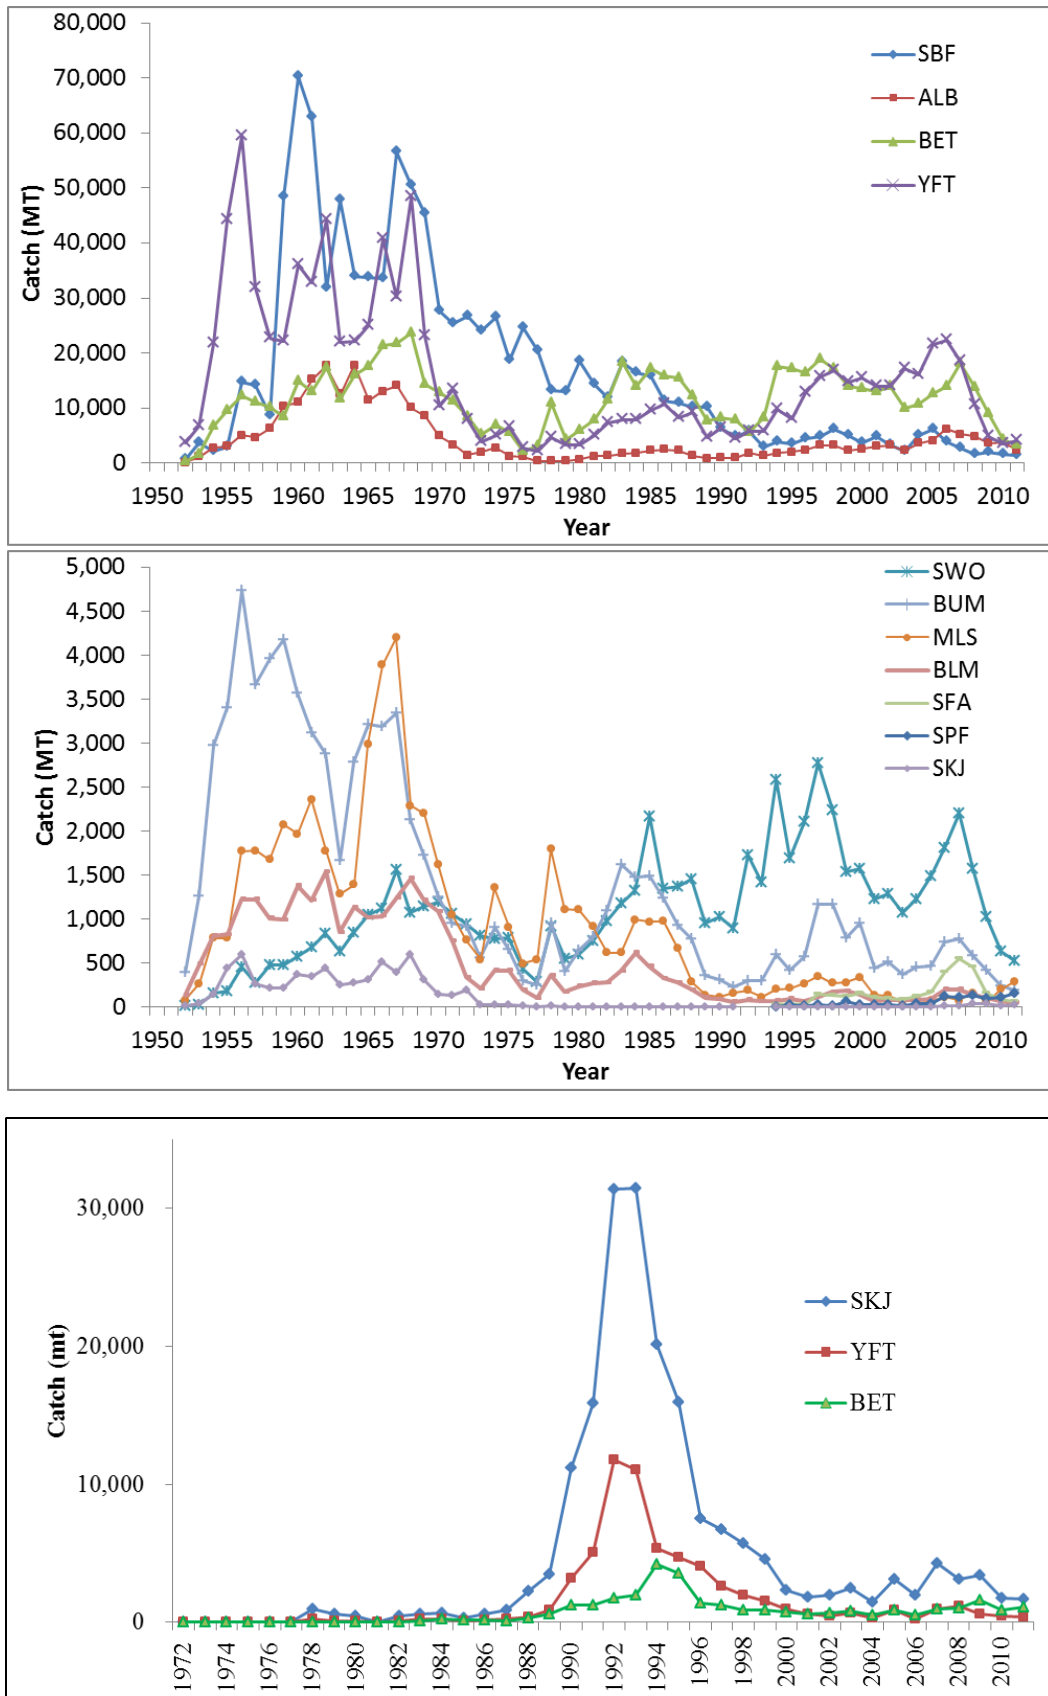 80,000
70,000
60,000
50,000
40,000
30,000
20,000
10,000
0
Catch (MT)
SBF
ALB
BET
YFT
1950 1955 1960 1965 1970 1975 1980 1985 1990 1995 2000 2005 2010
Year
5,000
4,500
4,000
3,500
3,000
2,500
2,000
1,500
1,000
500
0
Catch (MT)
SWO
BUM
MLS
BLM
SFA
SPF
SKJ
1950 1955 1960 1965 1970 1975 1980 1985 1990 1995 2000 2005 2010
Year
30,000
20,000
10,000
0
Catch (mt)
SKJ
YFT
BET
1972 1974 1976 1978 1980 1982 1984 1986 1988 1990 1992 1994 1996 1998 2000 2002 2004 2006 2008 2010